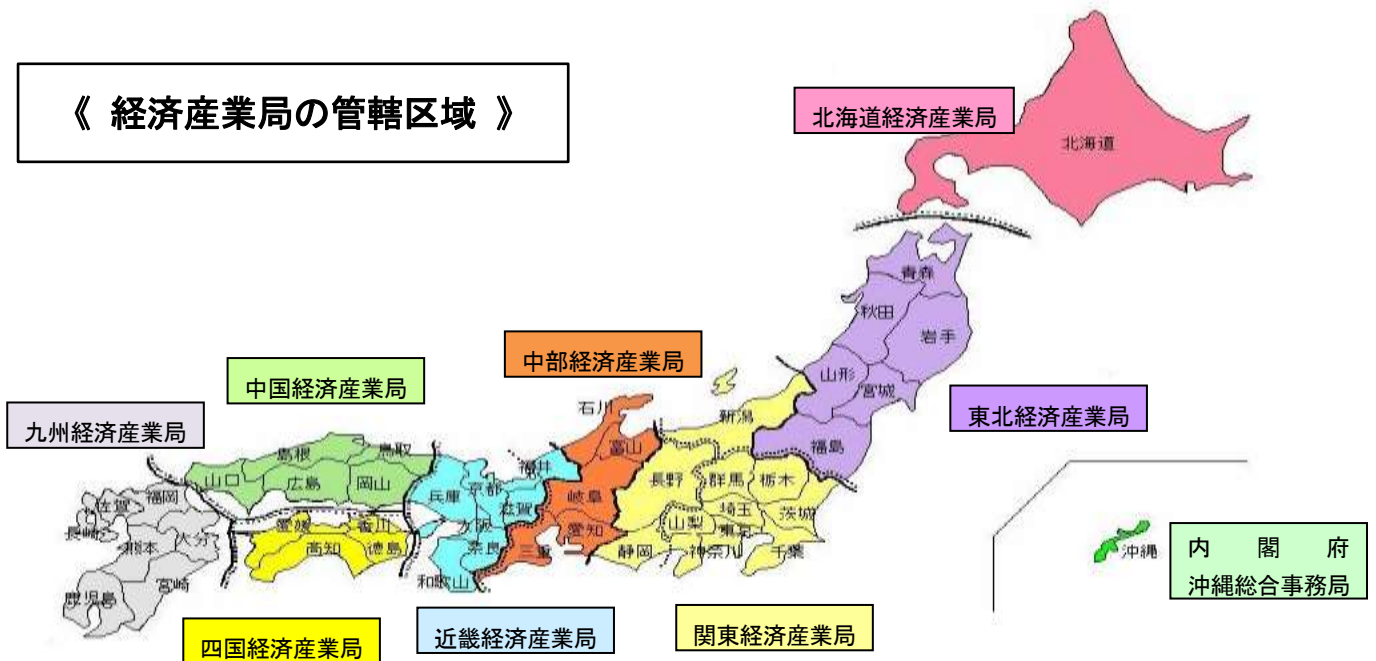 《 経済産業局の管轄区域 》
北海道経済産業局
北海道
青森
秋田
岩手
中部経済産業局
山形
宮城
中国経済産業局
石川
新潟
東北経済産業局
九州経済産業局
富山
福島
島根
鳥取
福井
山口
広島
岡山
兵庫
京都
滋賀
岐阜
長野
群馬
栃木
福岡
佐賀
長崎
大分
熊本
愛媛
香川
高知
徳島
大阪
奈良
愛知
三重
山梨
埼玉
東京
茨城
静岡
神奈川
千葉
沖縄
内閣府
沖縄総合事務局
宮崎
鹿児島
和歌山
四国経済産業局
近畿経済産業局
関東経済産業局